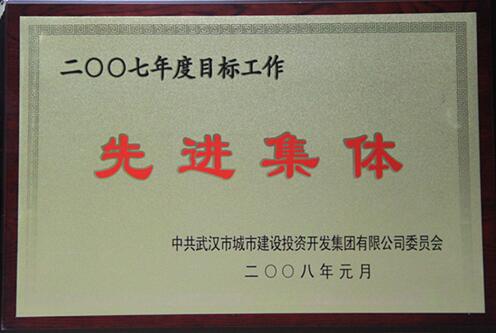 二〇〇七年度目标工作
先进集体
中共武汉市城市建设投资开发集团有限公司委员会
二〇〇八年元月